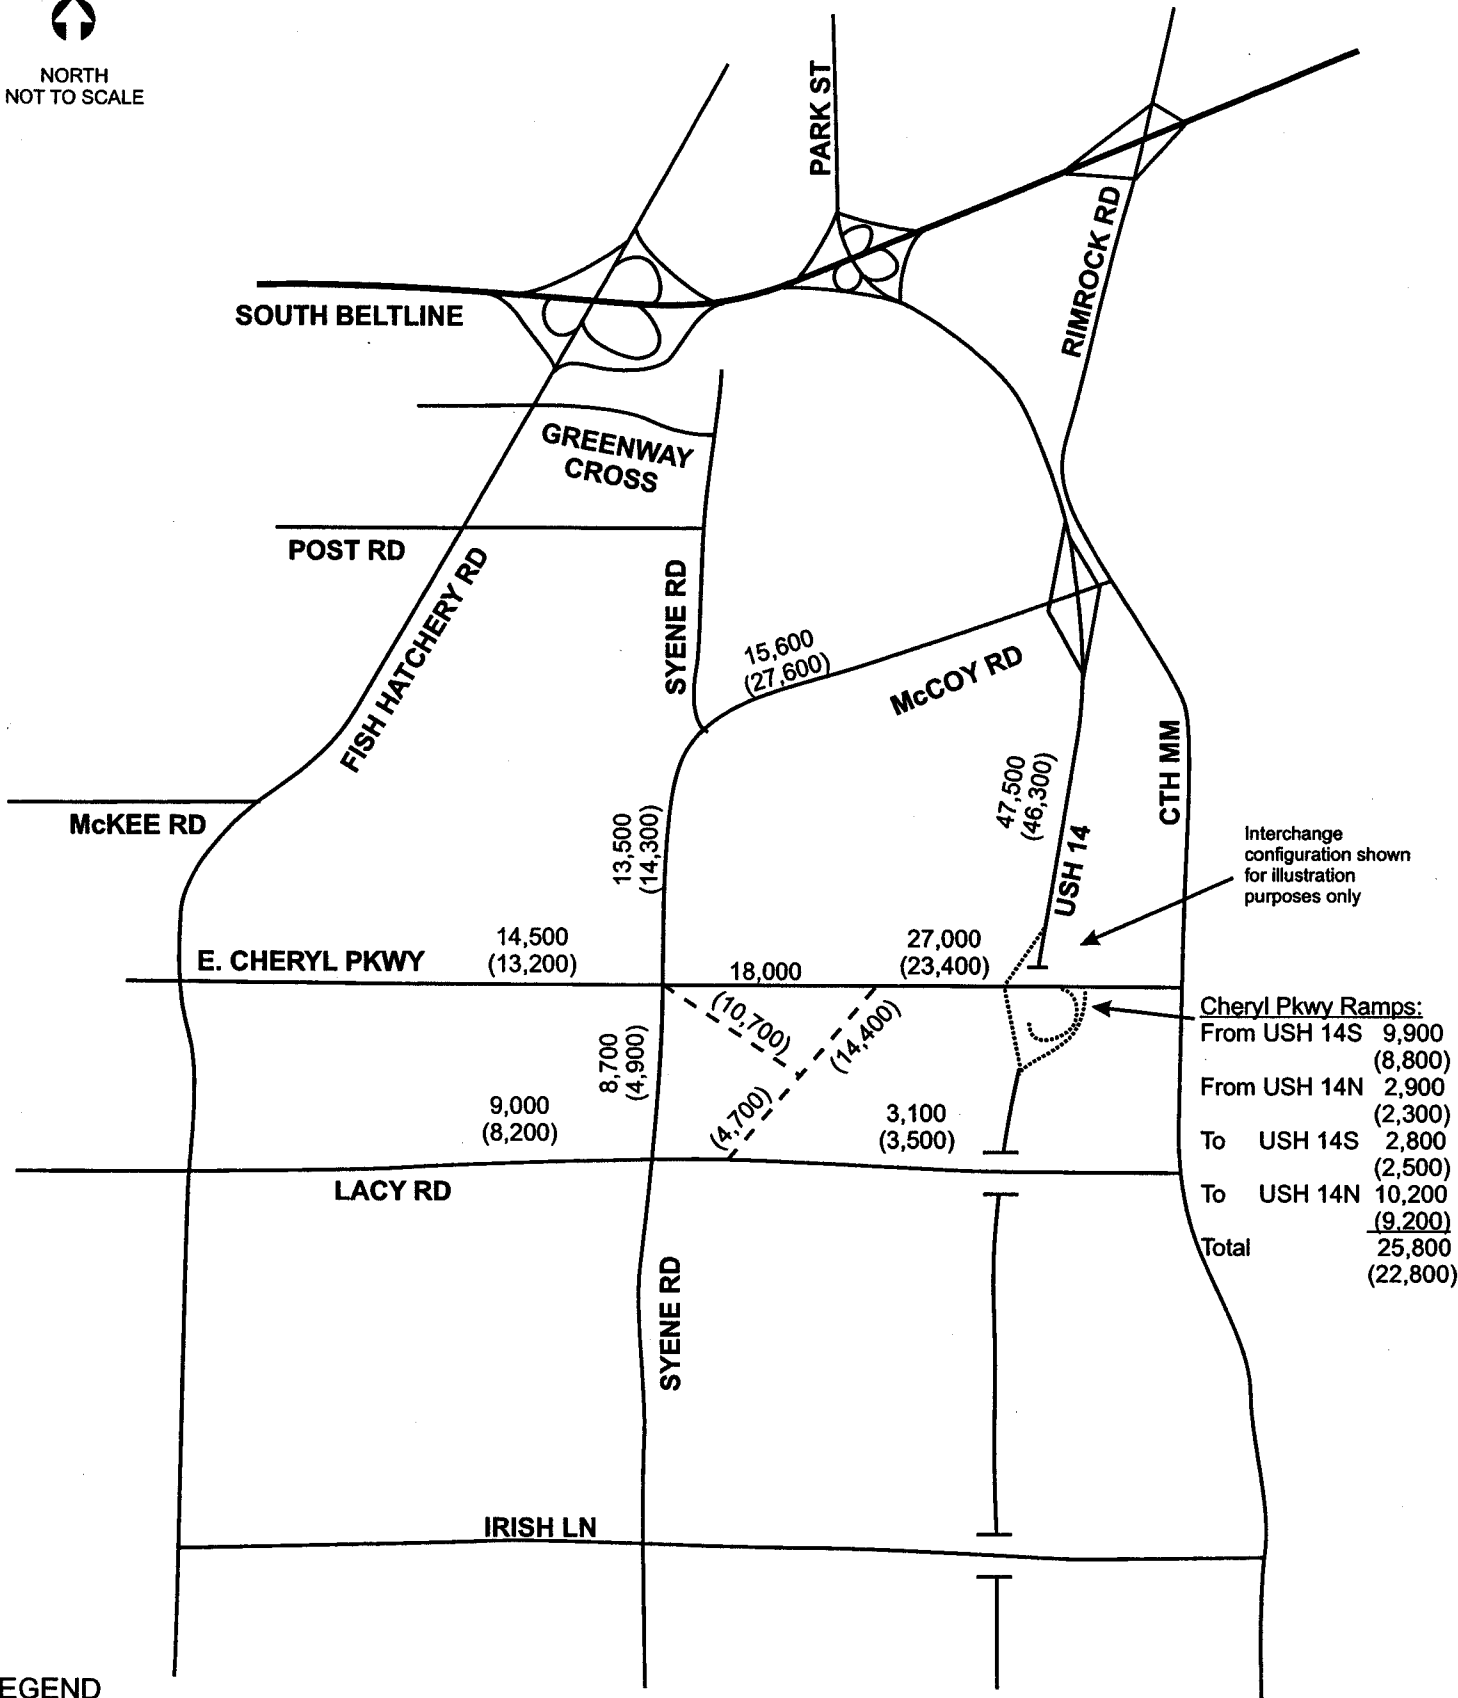 NORTH
NOT TO SCALE
PARK ST
RIMROCK RD
SOUTH BELTLINE
GREENWAY
CROSS
POST RD
FISH HATCHERY RD
SYENE RD
15,600
(27,600)
McCOY RD
McKEE RD
CTH MM
47,500
(46,300)
USH 14
13,500
(14,300)
Interchange
configuration shown
for illustration
purposes only
E. CHERYL PKWY
14,500
(13,200)
18,000
27,000
(23,400)
(10,700)
(14,400)
(4,700)
8,700
(4,900)
Cheryl Pkwy Ramps:
From USH 14S 9,900
(8,800)
From USH 14N 2,900
(2,300)
To USH 14S 2,800
(2,500)
To USH 14N 10,200
(9,200)
Total 25,800
(22,800)
9,000
(8,200)
3,100
(3,500)
LACY RD
SYENE RD
IRISH LN
EGEND